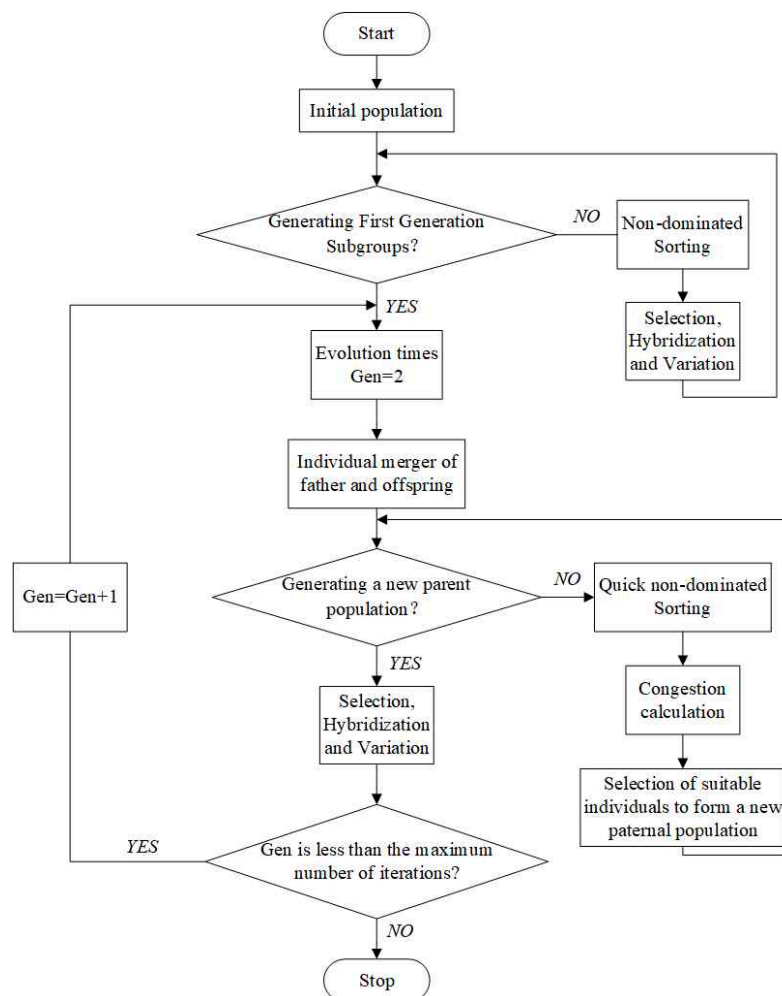 Start
Initial population
Generating First Generation
Subgroups?
NO
Non-dominated
Sorting
Selection,
Hybridization
and Variation
YES
Evolution times
Gen=2
Individual merger of
father and offspring
Gen=Gen+1
Generating a new parent
population?
NO
Quick non-dominated
Sorting
YES
Congestion
calculation
Selection,
Hybridization
and Variation
Selection of suitable
individuals to form a new
paternal population
YES
Gen is less than the maximum
number of iterations?
NO
Stop